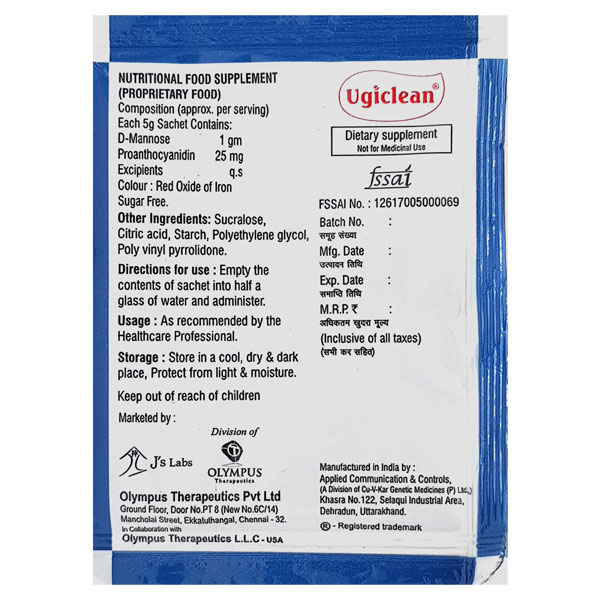 NUTRITIONAL FOOD SUPPLEMENT
(PROPRIETARY FOOD)
Composition (approx. per serving)
Each 5g Sachet Contains:
D-Mannose 1 gm
Proanthocyanidin 25 mg
Excipients q.s
Colour : Red Oxide of Iron
Sugar Free.
Other Ingredients: Sucralose,
Citric acid, Starch, Polyethylene glycol,
Poly vinyl pyrrolidone.
Directions for use : Empty the
contents of sachet into half a
glass of water and administer.
Usage : As recommended by the
Healthcare Professional.
Storage : Store in a cool, dry & dark
place, Protect from light & moisture.
Keep out of reach of children
Marketed by :
J's Labs
Division of
OLYMPUS
Therapeutics
Olympus Therapeutics Pvt Ltd
Ground Floor, Door No.PT 8 (New No.6C/14)
Mancholai Street, Ekkatuthangal, Chennai - 32.
In Collaboration with
Olympus Therapeutics L.L.C - USA
Ugiclean®
Dietary supplement
Not for Medicinal Use
fssai
FSSAI No. : 12617005000069
Batch No. :
समूह संख्या
Mfg. Date :
उत्पादन तिथि
Exp. Date :
समाप्ति तिथि
M.R.P. ₹ :
अधिकतम खुदरा मूल्य
(Inclusive of all taxes)
(सभी कर सहित)
Manufactured in India by :
Applied Communication & Controls,
(A Division of Cu-V-Kar Genetic Medicines (P) Ltd.,)
Khasra No.122, Selaqui Industrial Area,
Dehradun, Uttarakhand.
® - Registered trademark